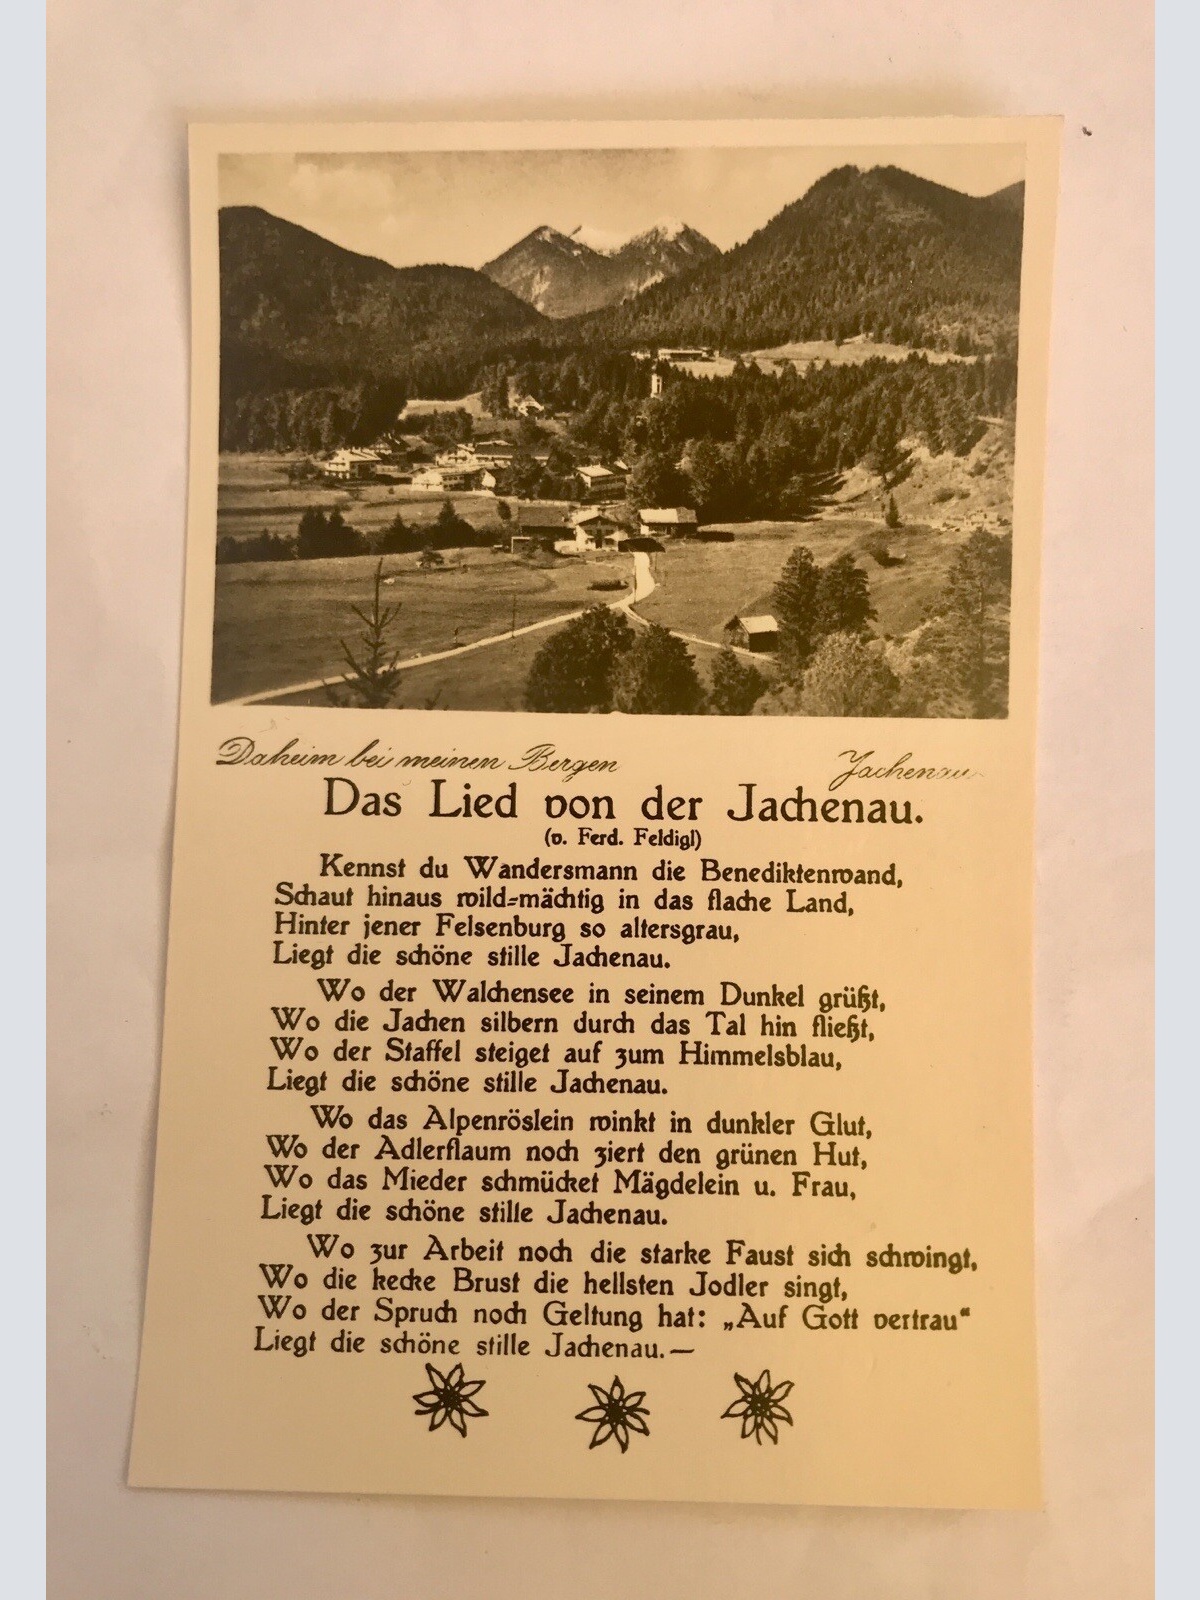 Daheim bei meinen Bergen Jachenau
Das Lied von der Jachenau.
(v. Ferd. Feldigl)
Kennst du Wandersmann die Benediktenwand,
Schaut hinaus wild-mächtig in das flache Land,
Hinter jener Felsenburg so altersgrau,
Liegt die schöne stille Jachenau.
Wo der Walchensee in seinem Dunkel grüßt,
Wo die Jachen silbern durch das Tal hin fließt,
Wo der Staffel steiget auf zum Himmelsblau,
Liegt die schöne stille Jachenau.
Wo das Alpenröslein winkt in dunkler Glut,
Wo der Adlerflaum noch ziert den grünen Hut,
Wo das Mieder schmücket Mägdelein u. Frau,
Liegt die schöne stille Jachenau.
Wo zur Arbeit noch die starke Faust sich schwingt,
Wo die kecke Brust die hellsten Jodler singt,
Wo der Spruch noch Geltung hat: „Auf Gott vertrau“
Liegt die schöne stille Jachenau.—